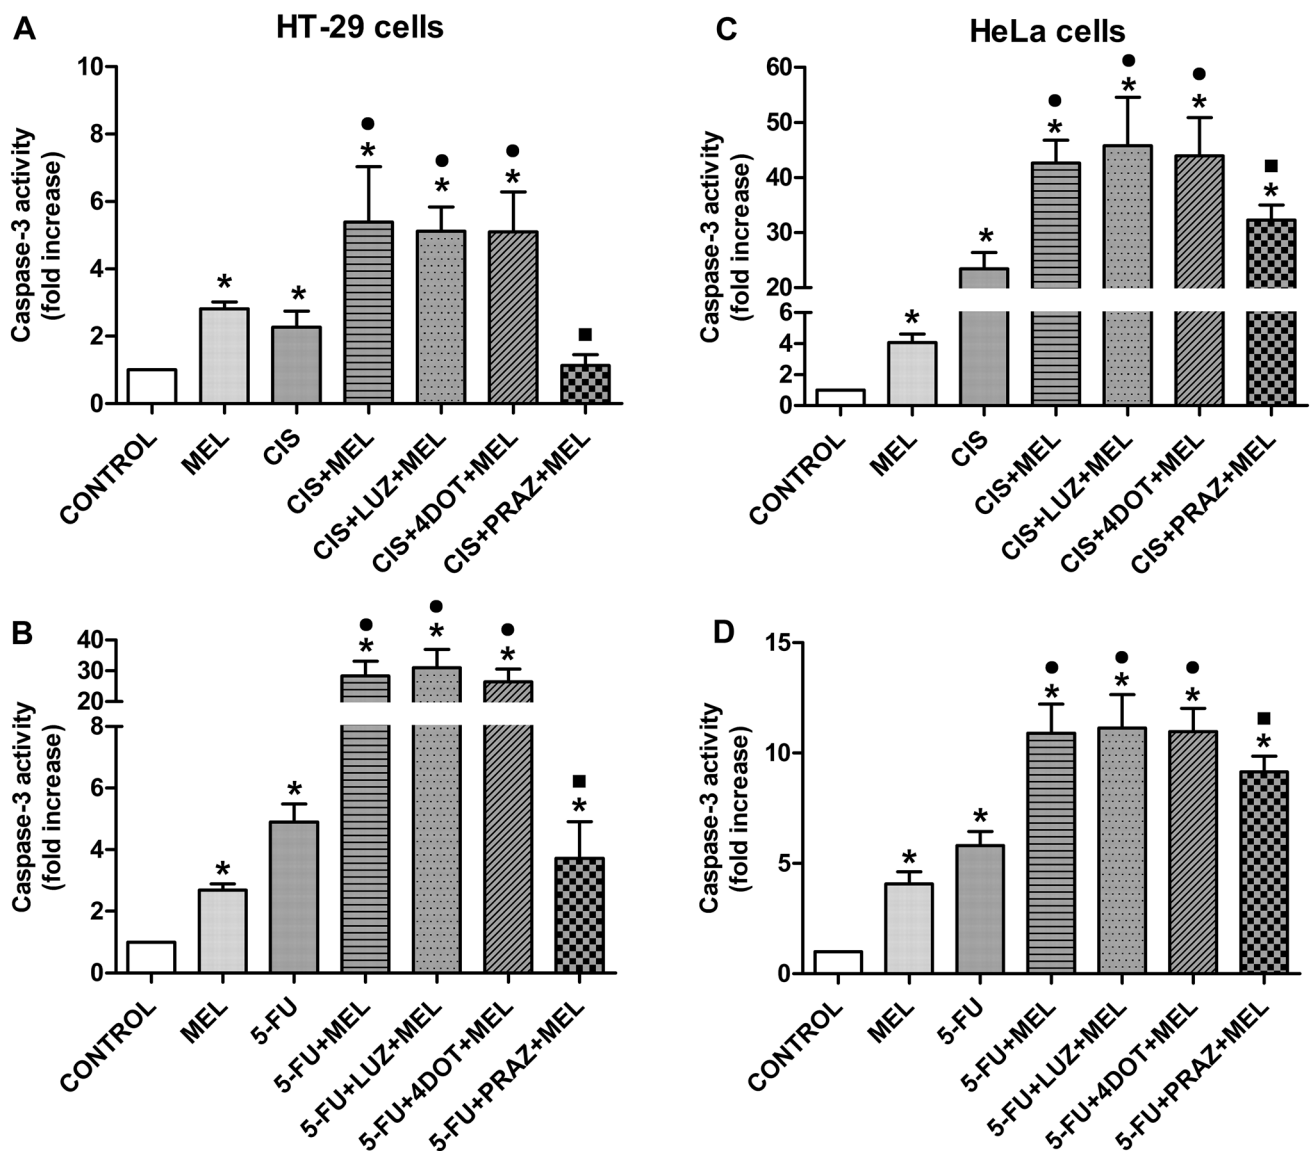 A
HT-29 cells
Caspase-3 activity
(fold increase)
10
8
6
4
2
0
*
*
*
*
*
CONTROL
MEL
CIS
CIS+MEL
CIS+LUZ+MEL
CIS+4DOT+MEL
CIS+PRAZ+MEL
C
HeLa cells
Caspase-3 activity
(fold increase)
60
50
40
30
20
6
4
2
0
*
*
*
*
*
*
CONTROL
MEL
CIS
CIS+MEL
CIS+LUZ+MEL
CIS+4DOT+MEL
CIS+PRAZ+MEL
B
Caspase-3 activity
(fold increase)
40
30
20
8
6
4
2
0
*
*
*
*
*
*
CONTROL
MEL
5-FU
5-FU+MEL
5-FU+LUZ+MEL
5-FU+4DOT+MEL
5-FU+PRAZ+MEL
D
Caspase-3 activity
(fold increase)
15
10
5
0
*
*
*
*
*
*
CONTROL
MEL
5-FU
5-FU+MEL
5-FU+LUZ+MEL
5-FU+4DOT+MEL
5-FU+PRAZ+MEL